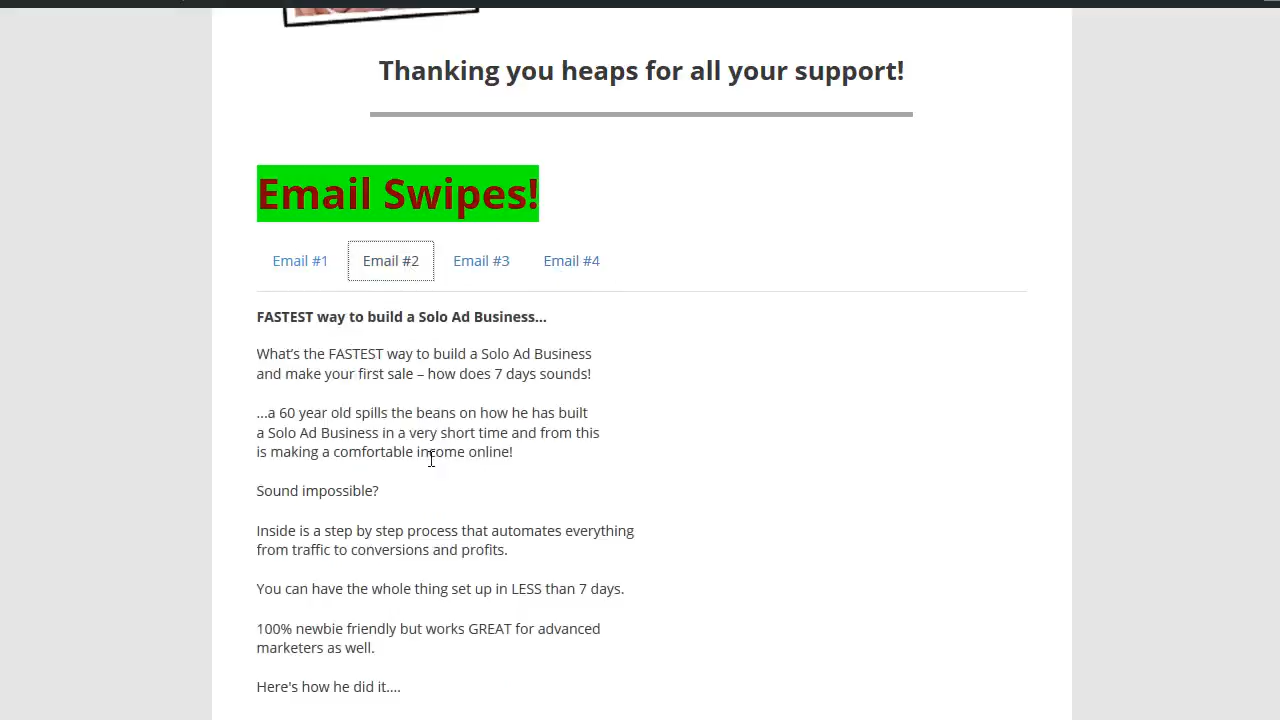 Thanking you heaps for all your support!
Email Swipes!
Email #1 Email #2 Email #3 Email #4
FASTEST way to build a Solo Ad Business...
What's the FASTEST way to build a Solo Ad Business
and make your first sale – how does 7 days sounds!
...a 60 year old spills the beans on how he has built
a Solo Ad Business in a very short time and from this
is making a comfortable income online!
Sound impossible?
Inside is a step by step process that automates everything
from traffic to conversions and profits.
You can have the whole thing set up in LESS than 7 days.
100% newbie friendly but works GREAT for advanced
marketers as well.
Here's how he did it....